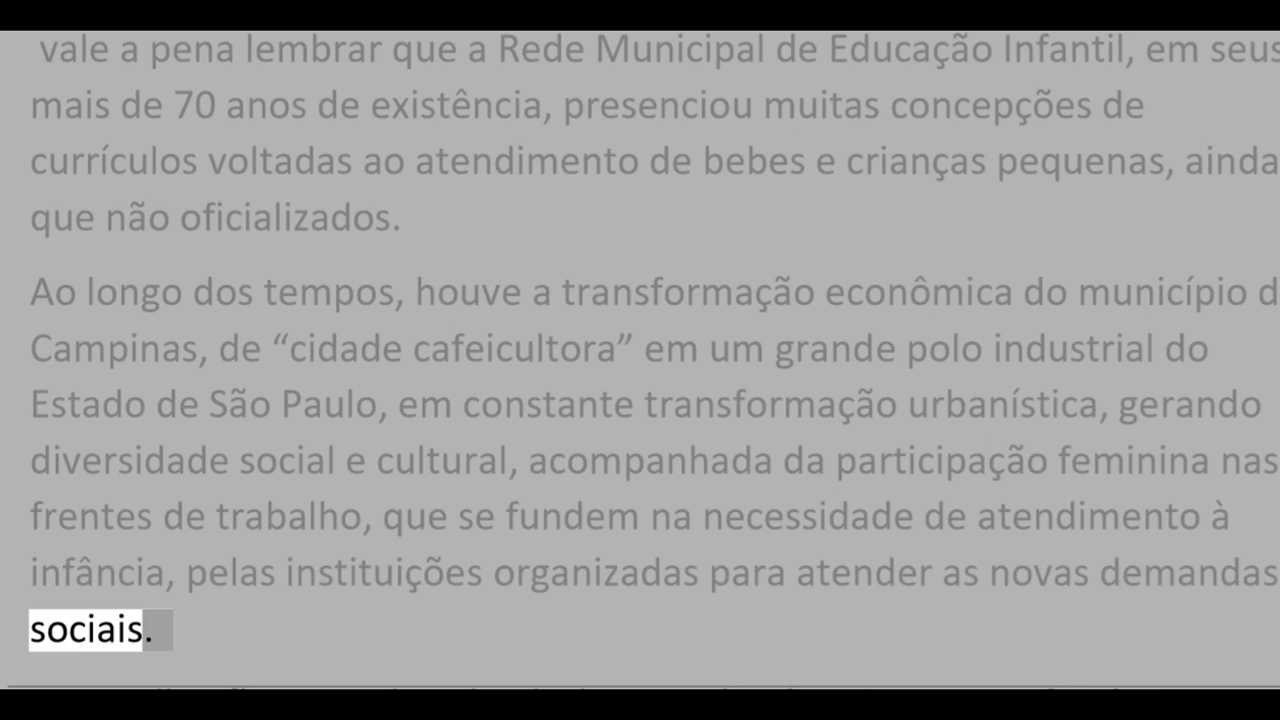 vale a pena lembrar que a Rede Municipal de Educação Infantil, em seus
mais de 70 anos de existência, presenciou muitas concepções de
currículos voltadas ao atendimento de bebes e crianças pequenas, ainda
que não oficializados.
Ao longo dos tempos, houve a transformação econômica do município d
Campinas, de “cidade cafeicultora” em um grande polo industrial do
Estado de São Paulo, em constante transformação urbanística, gerando
diversidade social e cultural, acompanhada da participação feminina nas
frentes de trabalho, que se fundem na necessidade de atendimento à
infância, pelas instituições organizadas para atender as novas demandas
sociais.